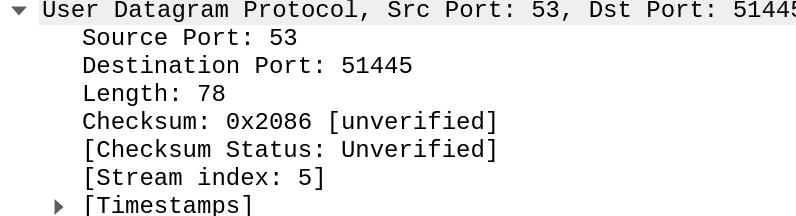 User Datagram Protocol, Src Port: 53, Dst Port: 51445
Source Port: 53
Destination Port: 51445
Length: 78
Checksum: 0x2086 [unverified]
[Checksum Status: Unverified]
[Stream index: 5]
[Timestamps]